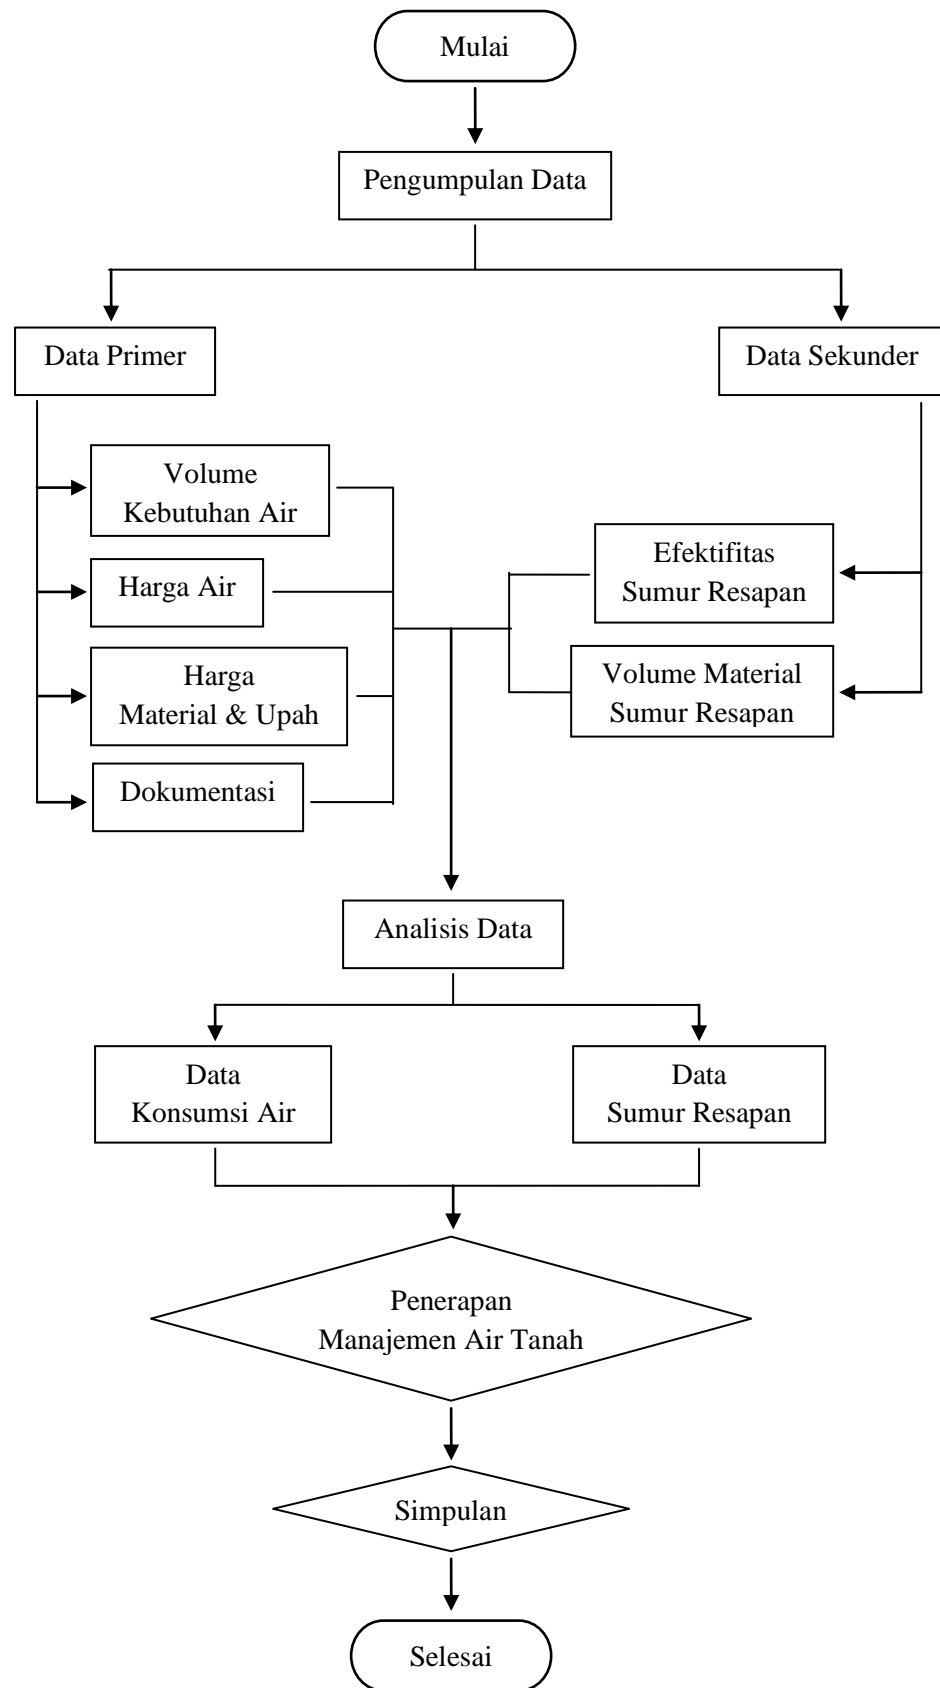 Mulai
Pengumpulan Data
Data Primer
Data Sekunder
Volume
Kebutuhan Air
Harga Air
Harga
Material & Upah
Dokumentasi
Efektifitas
Sumur Resapan
Volume Material
Sumur Resapan
Analisis Data
Data
Konsumsi Air
Data
Sumur Resapan
Penerapan
Manajemen Air Tanah
Simpulan
Selesai